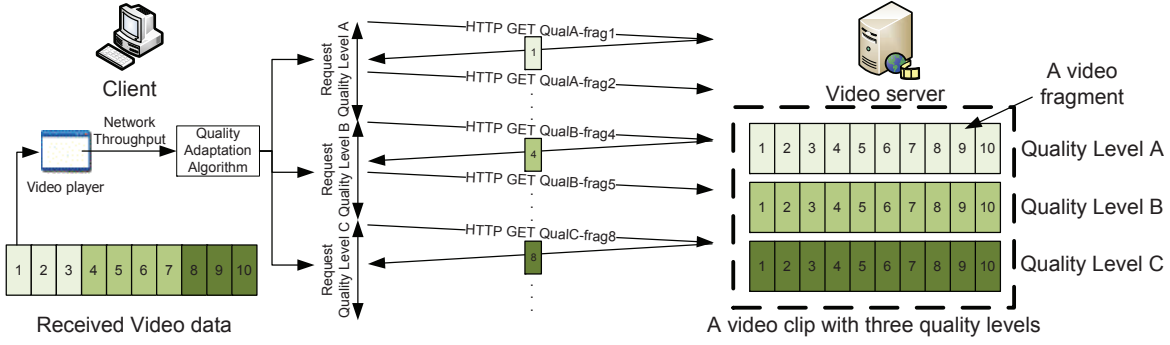 Client
Network
Throughput
Quality
Adaptation
Algorithm
Video player
1 2 3 4 5 6 7 8 9 10
Received Video data
Request
Quality Level A
Request
Quality Level B
Request
Quality Level C
HTTP GET QualA-frag1
1
HTTP GET QualA-frag2
HTTP GET QualB-frag4
4
HTTP GET QualB-frag5
HTTP GET QualC-frag8
8
Video server
A video
fragment
1 2 3 4 5 6 7 8 9 10
Quality Level A
1 2 3 4 5 6 7 8 9 10
Quality Level B
1 2 3 4 5 6 7 8 9 10
Quality Level C
A video clip with three quality levels